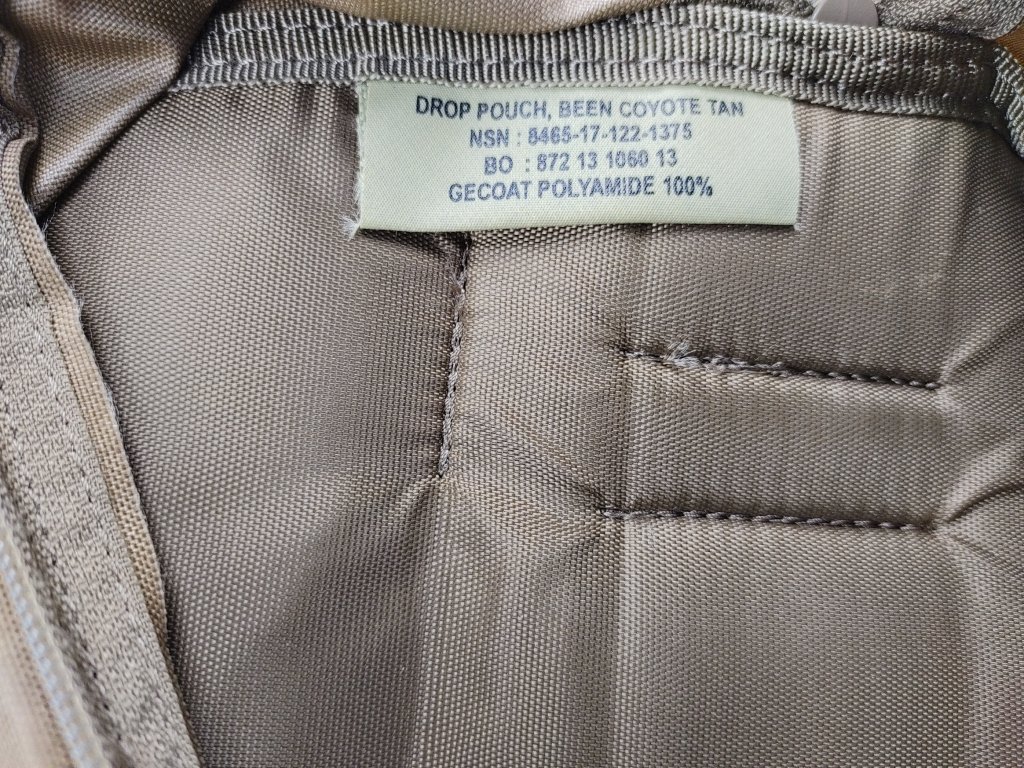 DROP POUCH, BEEN COYOTE TAN
NSN : 8465-17-122-1375
BO : 872 13 1060 13
GECOAT POLYAMIDE 100%